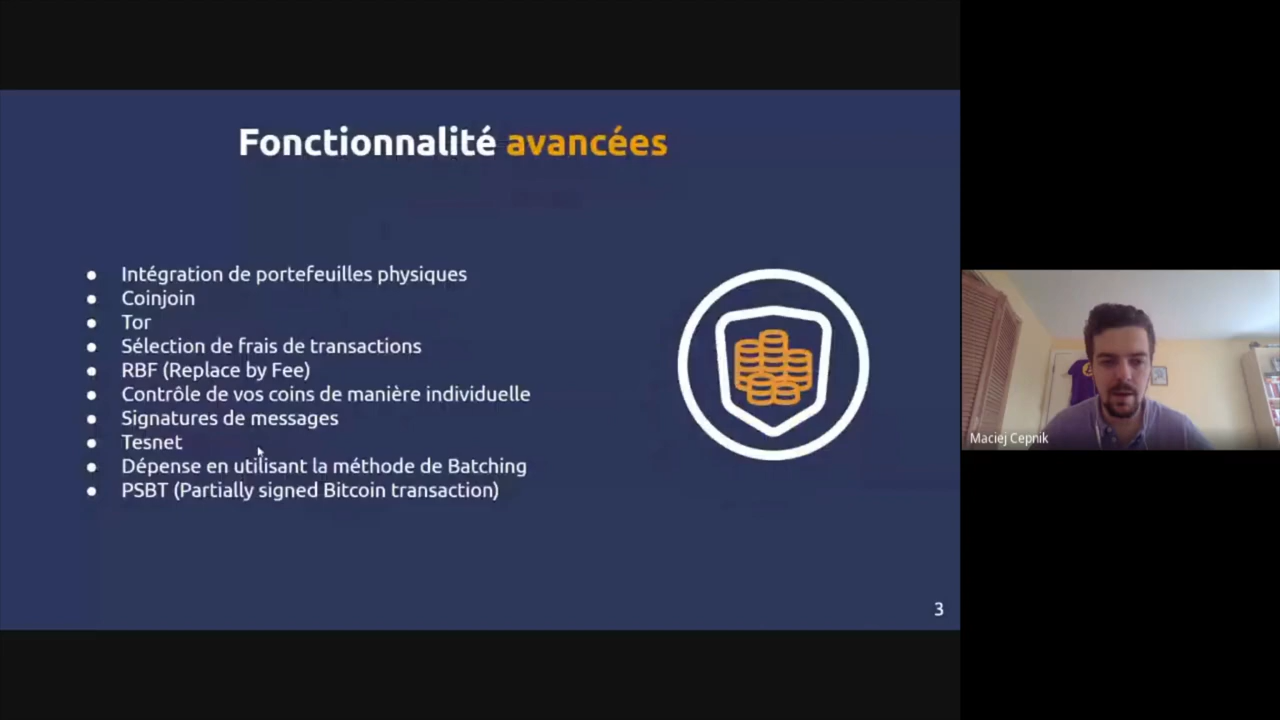 Fonctionnalité avancées
● Intégration de portefeuilles physiques
● Coinjoin
● Tor
● Sélection de frais de transactions
● RBF (Replace by Fee)
● Contrôle de vos coins de manière individuelle
● Signatures de messages
● Tesnet
● Dépense en utilisant la méthode de Batching
● PSBT (Partially signed Bitcoin transaction)
3
Maciej Cepnik